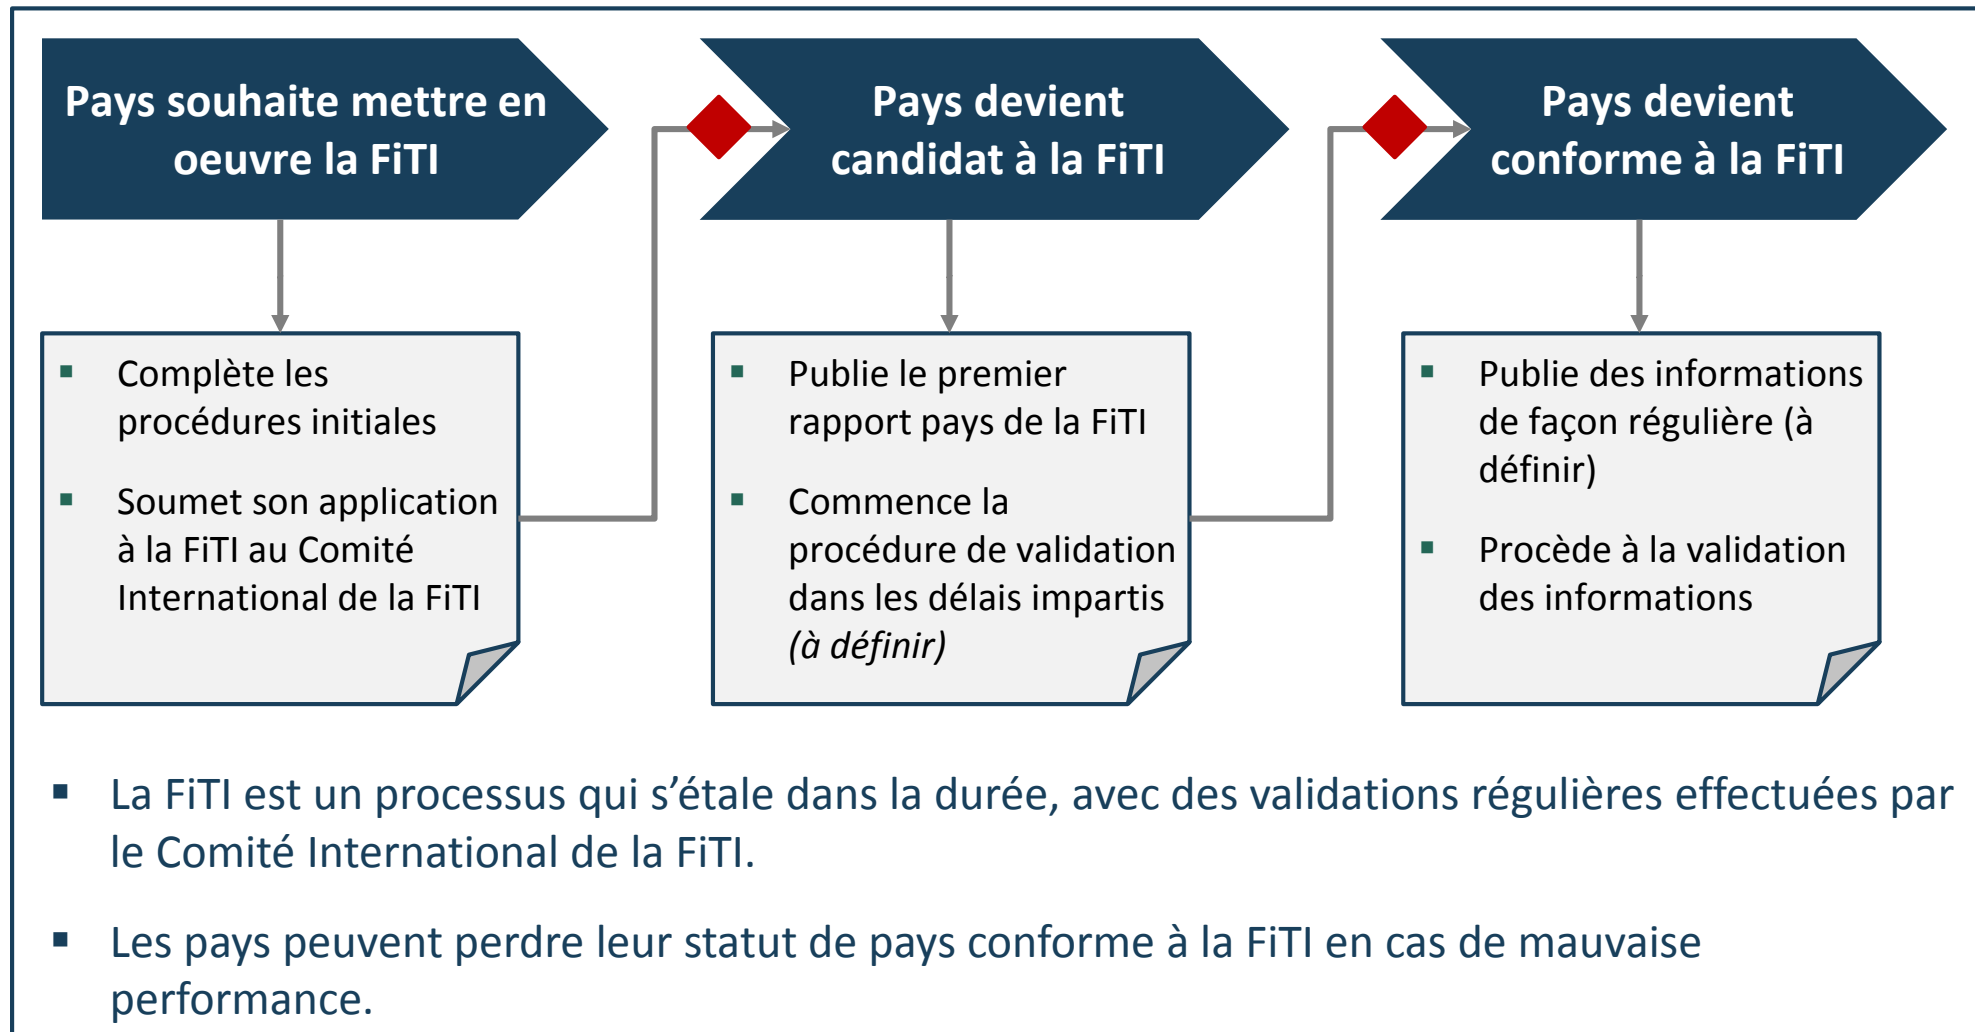 Pays souhaite mettre en
oeuvre la FiTI
Pays devient
candidat à la FiTI
Pays devient
conforme à la FiTI
▪ Complète les
procédures initiales
▪ Soumet son application
à la FiTI au Comité
International de la FiTI
▪ Publie le premier
rapport pays de la FiTI
▪ Commence la
procédure de validation
dans les délais impartis
(à définir)
▪ Publie des informations
de façon régulière (à
définir)
▪ Procède à la validation
des informations
▪ La FiTI est un processus qui s’étale dans la durée, avec des validations régulières effectuées par
le Comité International de la FiTI.
▪ Les pays peuvent perdre leur statut de pays conforme à la FiTI en cas de mauvaise
performance.